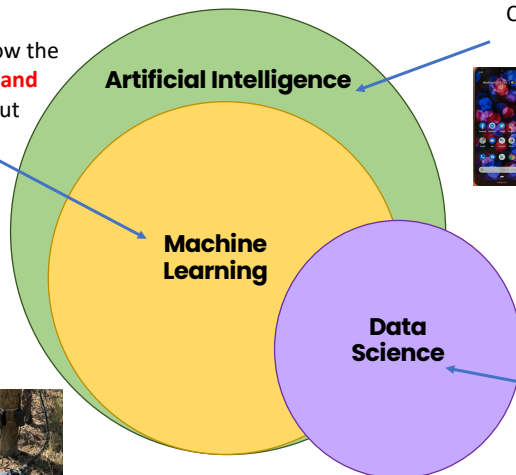 ow the
and
ut
Artificial Intelligence
Machine
Learning
Data
Science